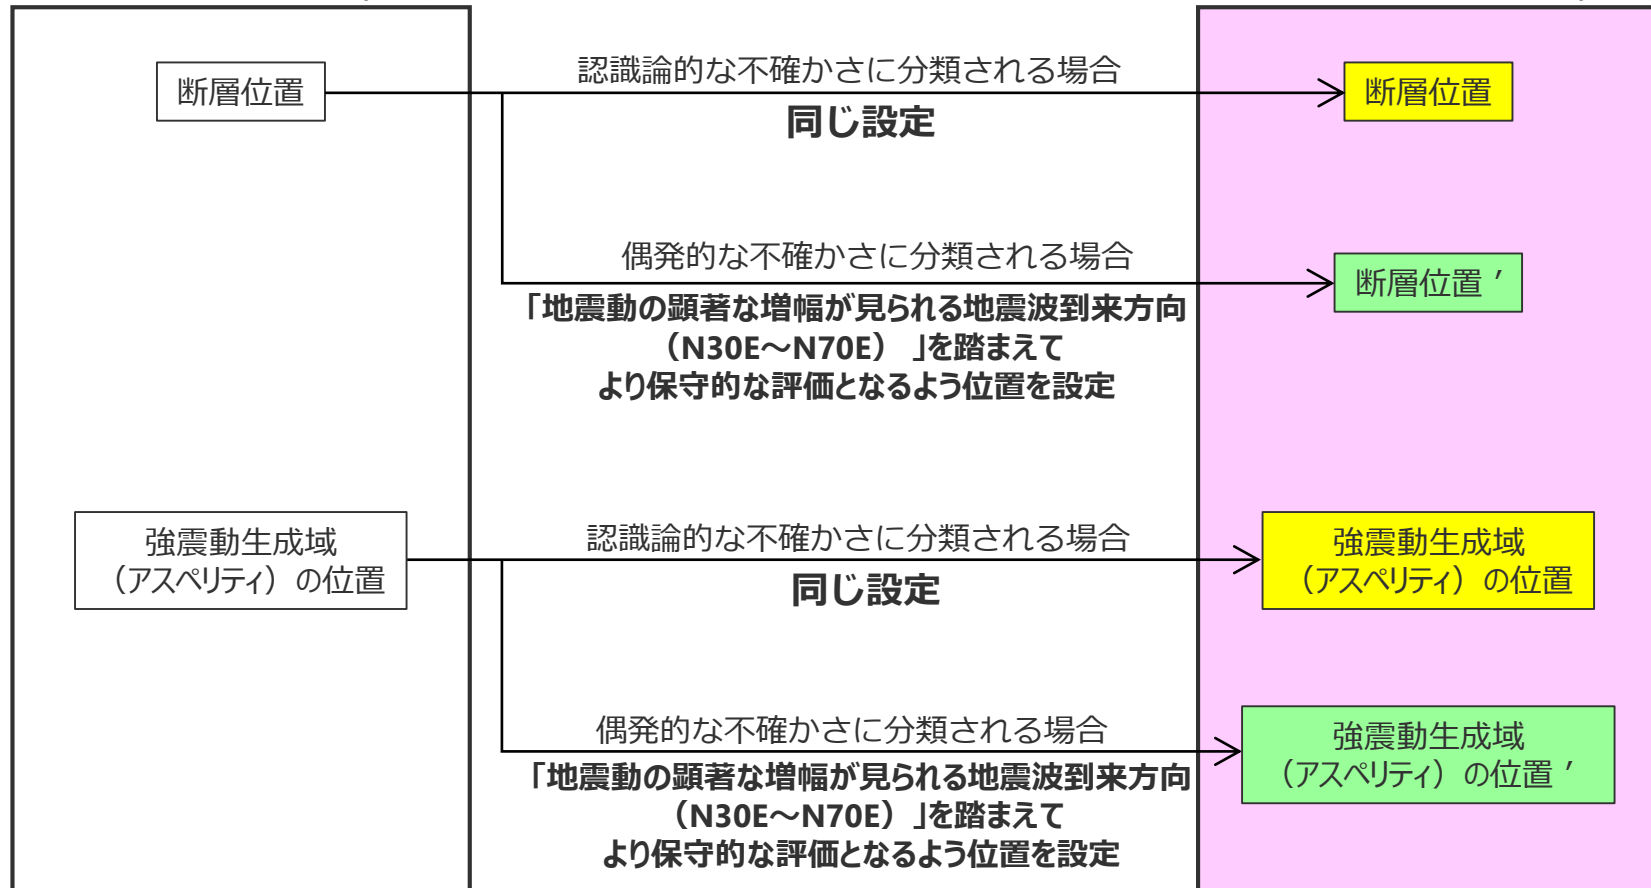 断層位置
認識論的な不確かさに分類される場合
同じ設定
断層位置
偶発的な不確かさに分類される場合
「地震動の顕著な増幅が見られる地震波到来方向
（N30E～N70E） 」を踏まえて
より保守的な評価となるよう位置を設定
断層位置 ′
強震動生成域
（アスペリティ）の位置
認識論的な不確かさに分類される場合
同じ設定
強震動生成域
（アスペリティ）の位置
偶発的な不確かさに分類される場合
「地震動の顕著な増幅が見られる地震波到来方向
（N30E～N70E）」を踏まえて
より保守的な評価となるよう位置を設定
強震動生成域
（アスペリティ）の位置 ′